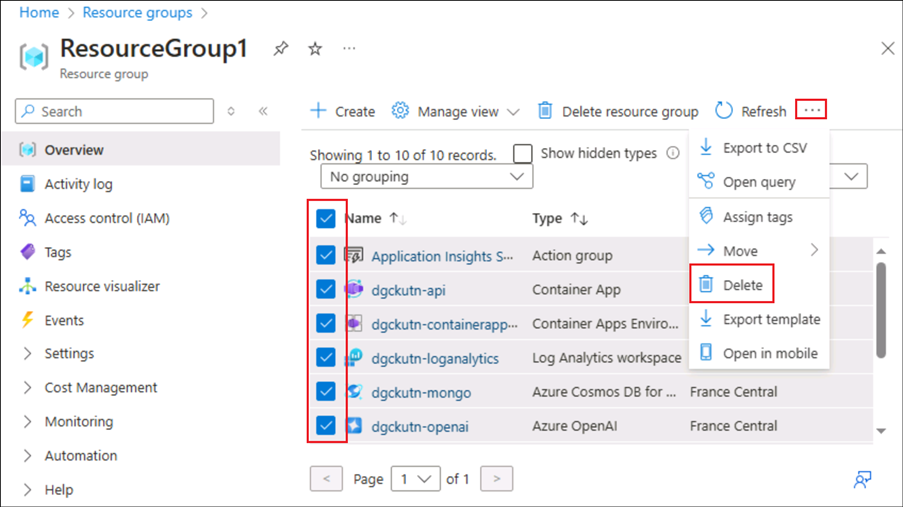 Home > Resource groups >
ResourceGroup1 ...
Resource group
Search
Create Manage view Delete resource group Refresh ...
Overview
Activity log
Access control (IAM)
Tags
Resource visualizer
Events
Settings
Cost Management
Monitoring
Automation
Help
Showing 1 to 10 of 10 records. Show hidden types
No grouping
Name ↑↓ Type ↑↓
Application Insights S... Action group
dgckutn-api Container App
dgckutn-containerapp... Container Apps Enviro...
dgckutn-loganalytics Log Analytics workspace
dgckutn-mongo Azure Cosmos DB for ... France Central
dgckutn-openai Azure OpenAI France Central
Export to CSV
Open query
Assign tags
Move
Delete
Export template
Open in mobile
< Page 1 of 1 >